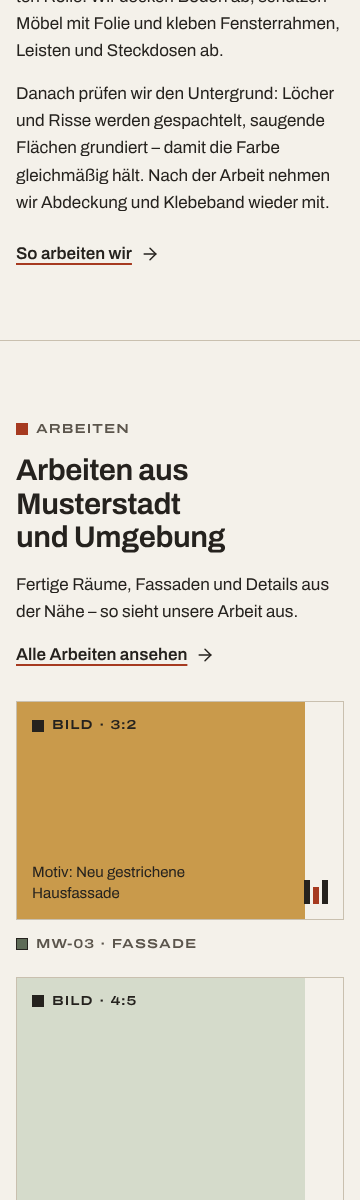 Möbel mit Folie und kleben Fensterrahmen,
Leisten und Steckdosen ab.
Danach prüfen wir den Untergrund: Löcher
und Risse werden gespachtelt, saugende
Flächen grundiert – damit die Farbe
gleichmäßig hält. Nach der Arbeit nehmen
wir Abdeckung und Klebeband wieder mit.
So arbeiten wir →
ARBEITEN
Arbeiten aus
Musterstadt
und Umgebung
Fertige Räume, Fassaden und Details aus
der Nähe – so sieht unsere Arbeit aus.
Alle Arbeiten ansehen →
BILD · 3:2
Motiv: Neu gestrichene
Hausfassade
MW-03 · FASSADE
BILD · 4:5